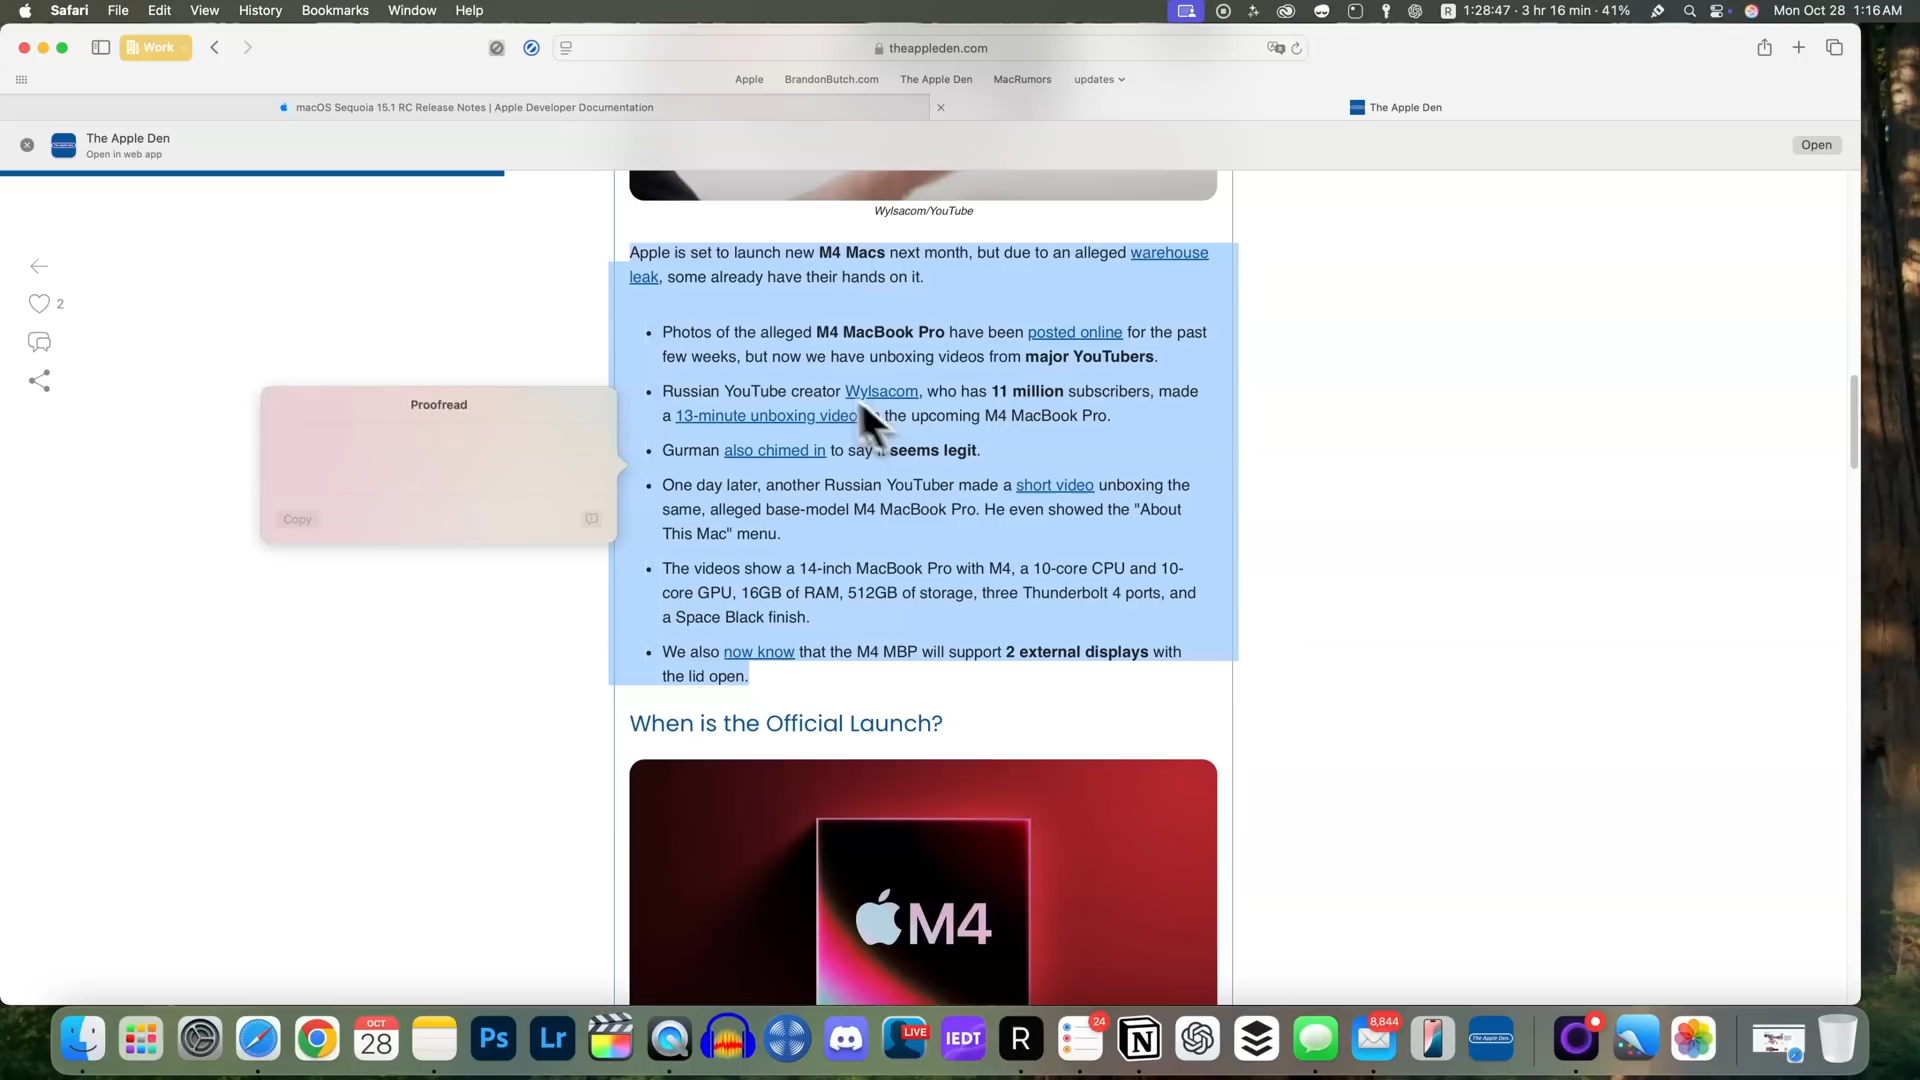 Safari File Edit View History Bookmarks Window Help
1:28:47 · 3 hr 16 min · 41%
Mon Oct 28 1:16 AM
Work
theappleden.com
Apple BrandonButch.com The Apple Den MacRumors updates
macOS Sequoia 15.1 RC Release Notes | Apple Developer Documentation
The Apple Den
The Apple Den
Open in web app
Open
Wylsacom/YouTube
Apple is set to launch new M4 Macs next month, but due to an alleged warehouse
leak, some already have their hands on it.
2
Photos of the alleged M4 MacBook Pro have been posted online for the past
few weeks, but now we have unboxing videos from major YouTubers.
Russian YouTube creator Wylsacom, who has 11 million subscribers, made
a 13-minute unboxing video the upcoming M4 MacBook Pro.
Proofread
Copy
Gurman also chimed in to say seems legit.
One day later, another Russian YouTuber made a short video unboxing the
same, alleged base-model M4 MacBook Pro. He even showed the "About
This Mac" menu.
The videos show a 14-inch MacBook Pro with M4, a 10-core CPU and 10-
core GPU, 16GB of RAM, 512GB of storage, three Thunderbolt 4 ports, and
a Space Black finish.
We also now know that the M4 MBP will support 2 external displays with
the lid open.
When is the Official Launch?
M4
OCT
28
Ps
Lr
LIVE
IEDT
R
24
8,844
The Apple Den